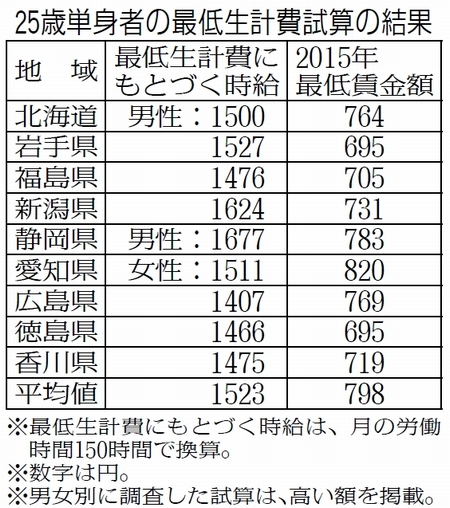 25歳単身者の最低生計費試算の結果
地 域 最低生計費にもとづく時給 2015年最低賃金額
北海道 男性：1500 764
岩手県 1527 695
福島県 1476 705
新潟県 1624 731
静岡県 男性：1677 783
愛知県 女性：1511 820
広島県 1407 769
徳島県 1466 695
香川県 1475 719
平均値 1523 798
※最低生計費にもとづく時給は、月の労働
時間150時間で換算。
※数字は円。
※男女別に調査した試算は、高い額を掲載。